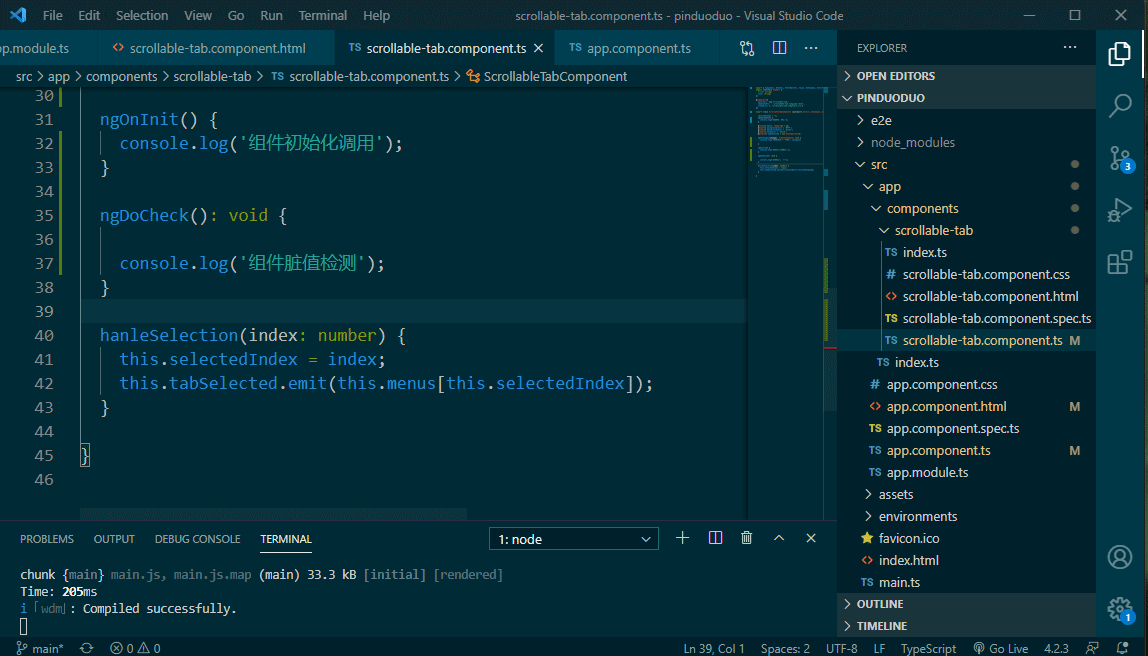 File Edit Selection View Go Run Terminal Help scrollable-tab.component.ts - pinduoduo - Visual Studio Code
pp.module.ts <> scrollable-tab.component.html TS scrollable-tab.component.ts TS app.component.ts
src > app > components > scrollable-tab > TS scrollable-tab.component.ts > ScrollableTabComponent
30
31 ngOnInit() {
32 console.log('组件初始化调用');
33 }
34
35 ngDoCheck(): void {
36
37 console.log('组件脏值检测');
38 }
39
40 hanleSelection(index: number) {
41 this.selectedIndex = index;
42 this.tabSelected.emit(this.menus[this.selectedIndex]);
43 }
44
45 }
46
PROBLEMS OUTPUT DEBUG CONSOLE TERMINAL 1: node
chunk {main} main.js, main.js.map (main) 33.3 kB [initial] [rendered]
Time: 205ms
i「wdm」: Compiled successfully.
EXPLORER
OPEN EDITORS
PINDUODUO
e2e
node_modules
src
app
components
scrollable-tab
TS index.ts
# scrollable-tab.component.css
<> scrollable-tab.component.html
TS scrollable-tab.component.spec.ts
TS scrollable-tab.component.ts M
TS index.ts
# app.component.css
<> app.component.html M
TS app.component.spec.ts
TS app.component.ts M
TS app.module.ts
assets
environments
favicon.ico
<> index.html
TS main.ts
OUTLINE
TIMELINE
3
1
main* 0 0 Ln 39, Col 1 Spaces: 2 UTF-8 LF TypeScript Go Live 4.2.3